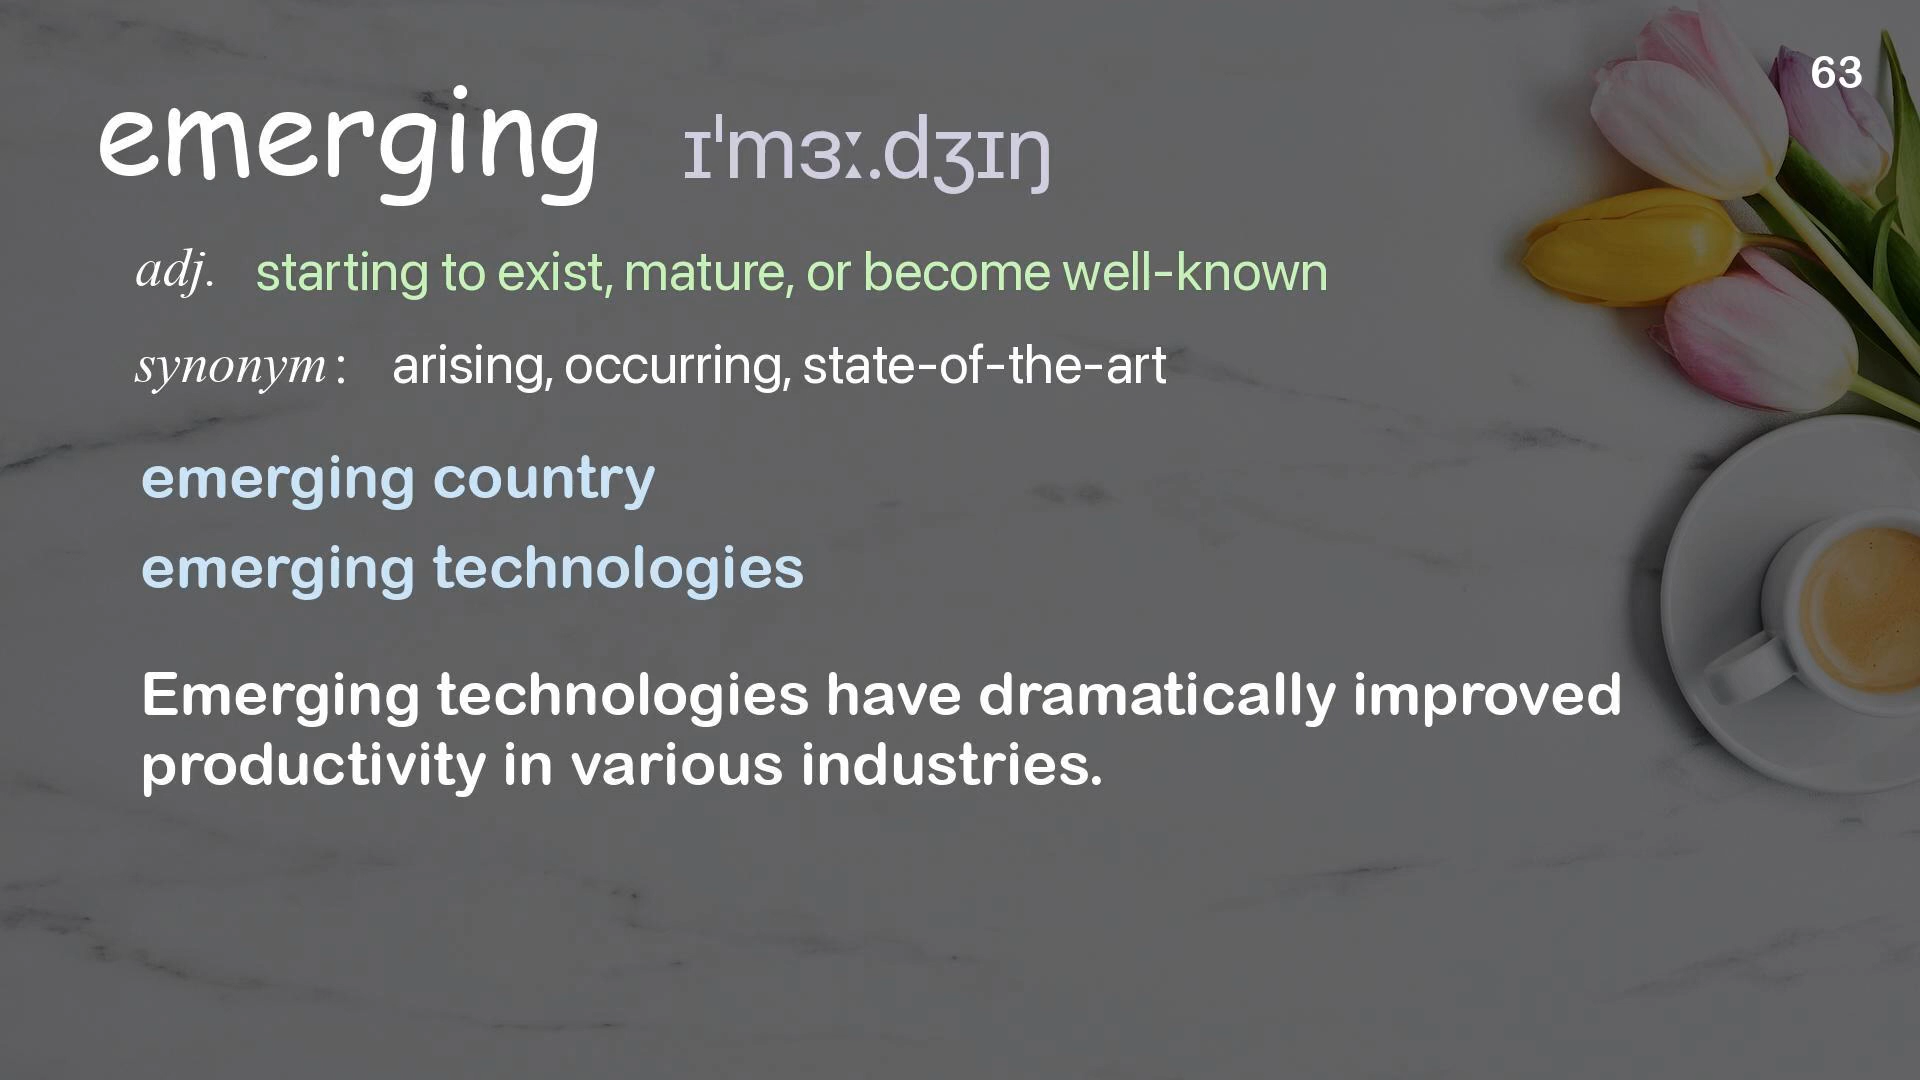 63
emerging ɪˈmɜː.dʒɪŋ
adj. starting to exist, mature, or become well-known
synonym : arising, occurring, state-of-the-art
emerging country
emerging technologies
Emerging technologies have dramatically improved
productivity in various industries.